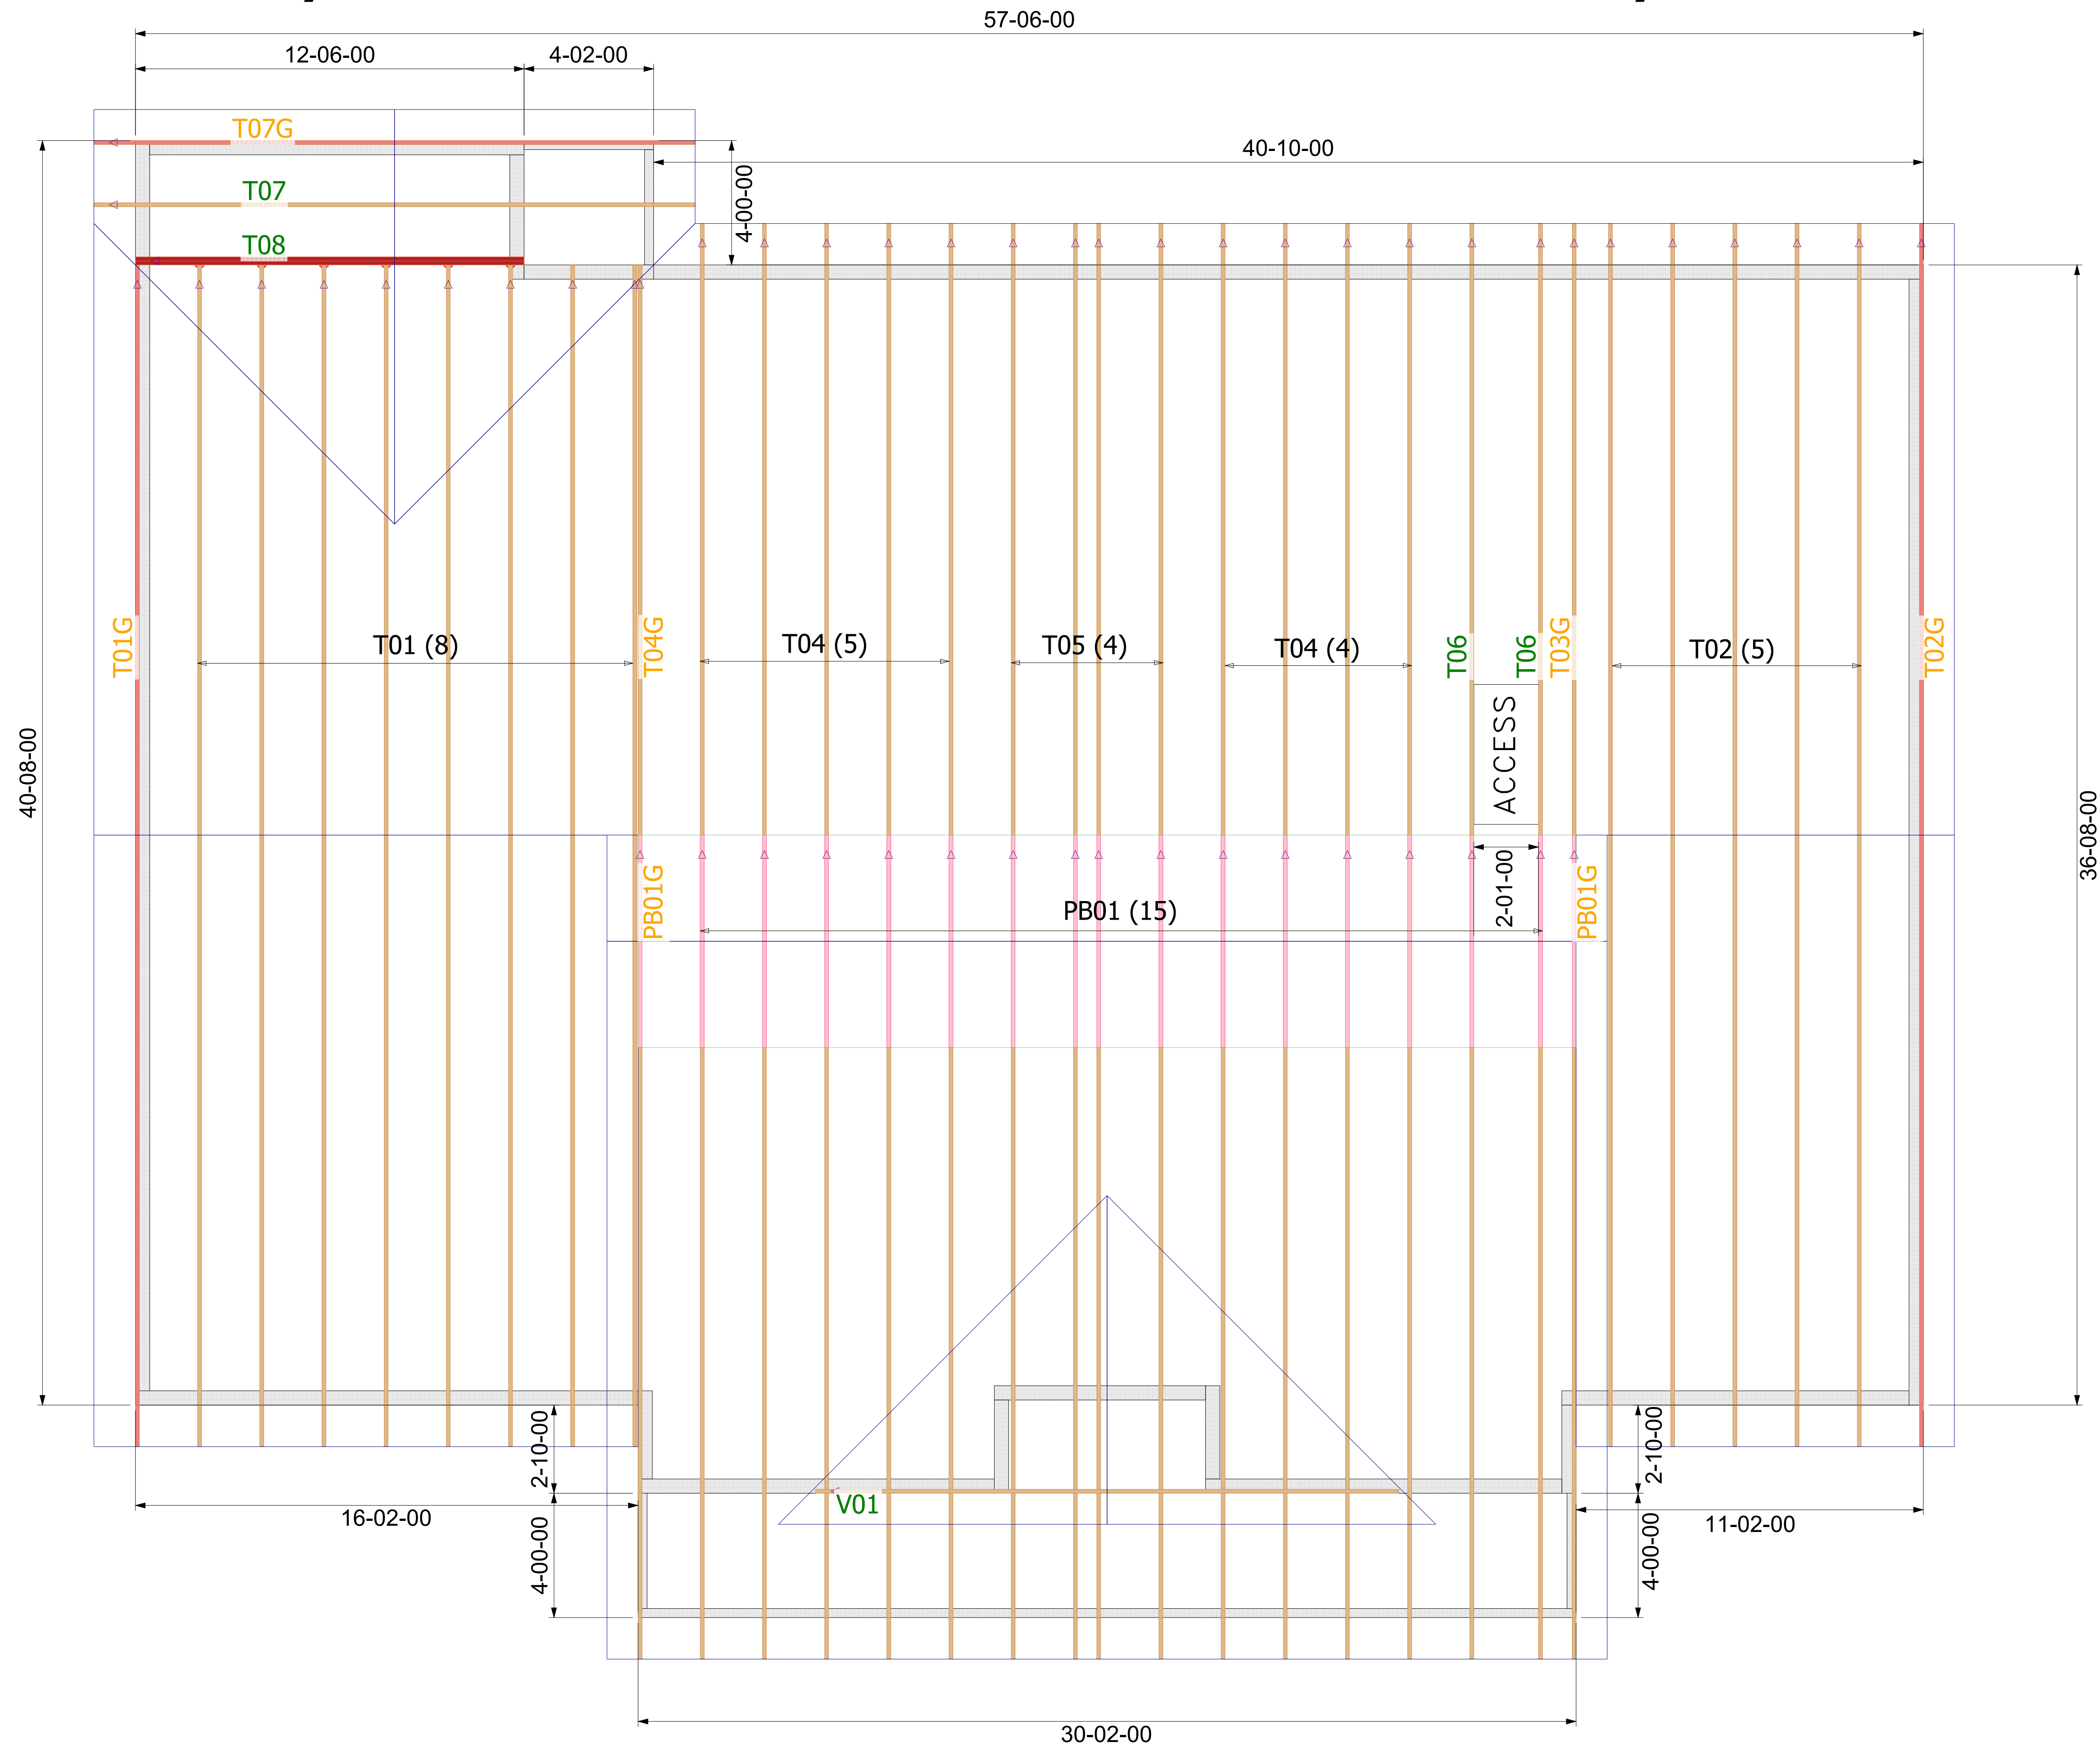 57-06-00
12-06-00
4-02-00
T07G
40-10-00
4-00-00
T07
T08
T01G
T01 (8)
T04G
T04 (5)
T05 (4)
T04 (4)
T06
T06
T03G
T02 (5)
T02G
ACCESS
40-08-00
36-08-00
PB01G
PB01 (15)
2-01-00
PB01G
2-10-00
2-10-00
V01
16-02-00
11-02-00
4-00-00
4-00-00
30-02-00